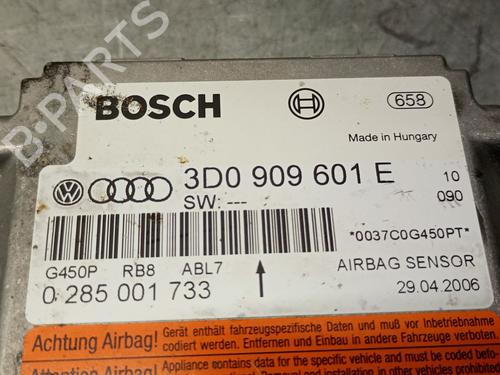 B-PARTS
BOSCH
658
Made in Hungary
3D0 909 601 E
10
SW: ---
090
*0037C0G450PT*
G450P RB8 ABL7
AIRBAG SENSOR
0 285 001 733
29.04.2006
Achtung Airbag!
Gerät enthält fahrzeugspezifische Daten und muß vor Inbetriebnahme
codiert werden. Entfernen und Einbau in andere Fahrzeuge verboten.
Attention Airbag!
Appliance contains data for the specific vehicle and must be coded befo-